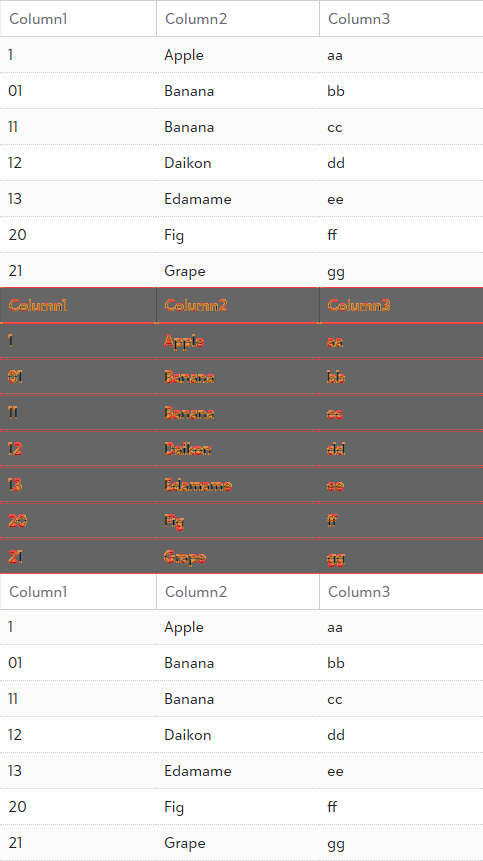 Column1 Column2 Column3
1 Apple aa
01 Banana bb
11 Banana cc
12 Daikon dd
13 Edamame ee
20 Fig ff
21 Grape gg
Column1 Column2 Column3
1 Apple aa
01 Banana bb
11 Banana cc
12 Daikon dd
13 Edamame ee
20 Fig ff
21 Grape gg
Column1 Column2 Column3
1 Apple aa
01 Banana bb
11 Banana cc
12 Daikon dd
13 Edamame ee
20 Fig ff
21 Grape gg